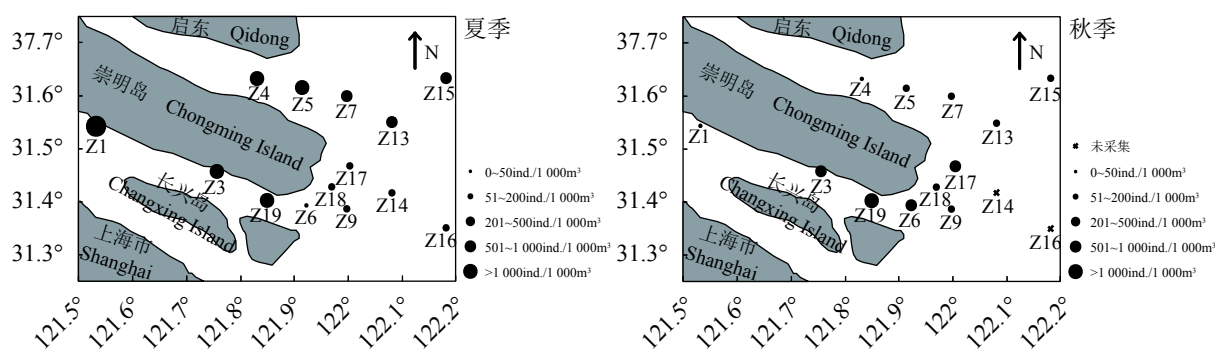 夏季
37.7°
31.6°
31.5°
31.4°
31.3°
启东 Qidong
N
崇明岛
Chongming Island
长兴岛
Changxing Island
上海市
Shanghai
Z4
Z5
Z7
Z15
Z13
Z1
Z3
Z17
Z18
Z19
Z6
Z9
Z14
Z16
0~50ind./1 000m³
51~200ind./1 000m³
201~500ind./1 000m³
501~1 000ind./1 000m³
>1 000ind./1 000m³
121.5°
121.6°
121.7°
121.8°
121.9°
122°
122.1°
122.2°
秋季
37.7°
31.6°
31.5°
31.4°
31.3°
启东 Qidong
N
崇明岛
Chongming Island
长兴岛
Changxing Island
上海市
Shanghai
Z4
Z5
Z7
Z15
Z13
Z1
Z3
Z17
Z18
Z19
Z6
Z9
Z14
Z16
未采集
0~50ind./1 000m³
51~200ind./1 000m³
201~500ind./1 000m³
501~1 000ind./1 000m³
>1 000ind./1 000m³
121.5°
121.6°
121.7°
121.8°
121.9°
122°
122.1°
122.2°